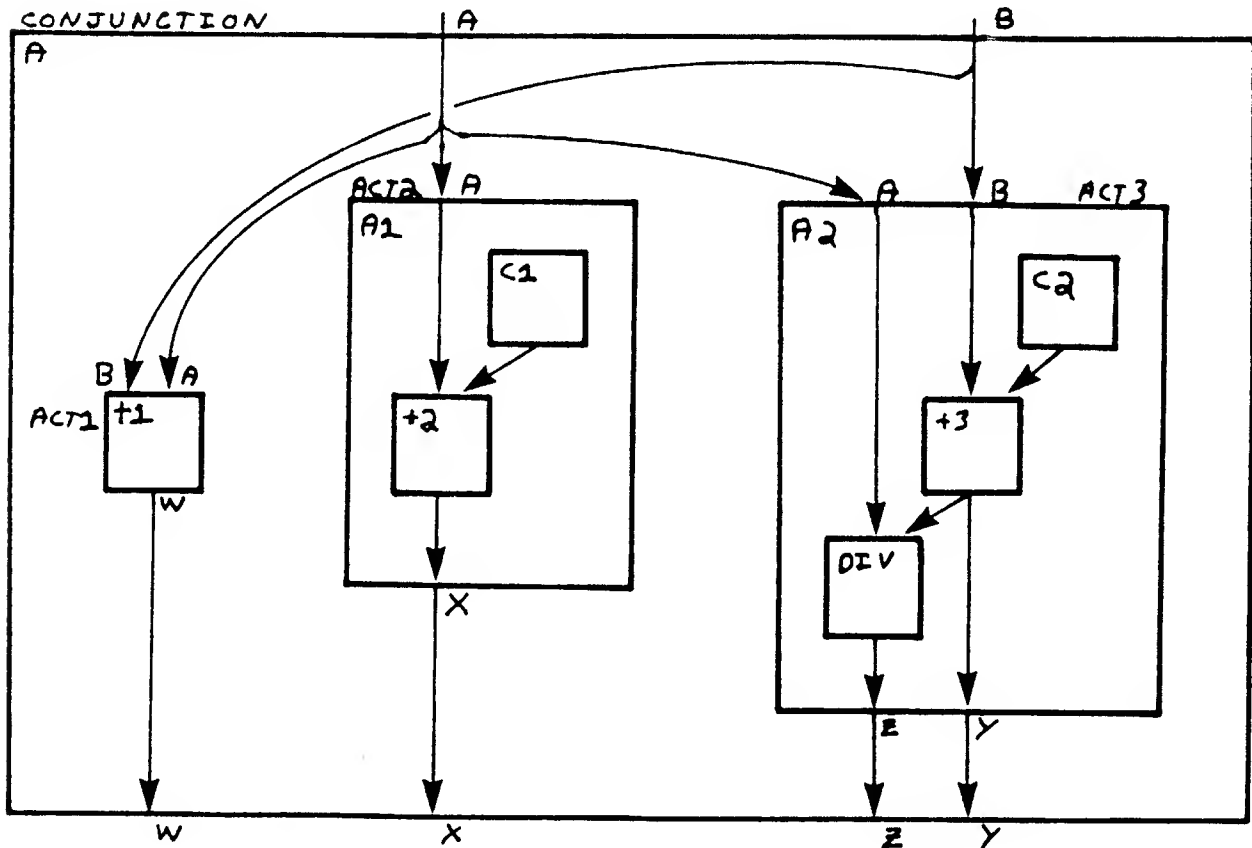 CONJUNCTION
A
B
A
ACT2
A
A
B
ACT3
A1
A2
C1
C2
B
A
ACT1
+1
+2
+3
W
DIV
X
Z
Y
W
X
Z
Y